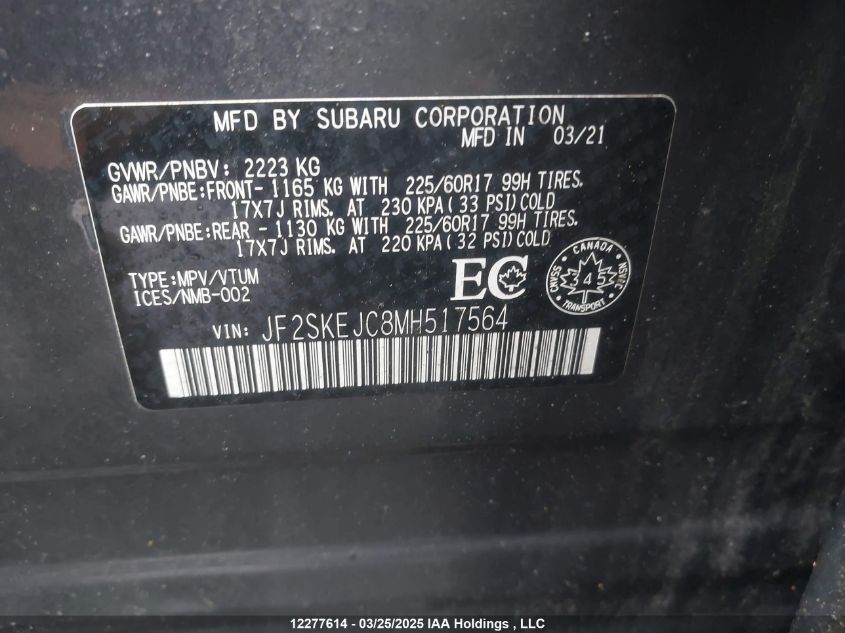 MFD BY SUBARU CORPORATION
MFD IN 03/21
GVWR/PNBV: 2223 KG
GAWR/PNBE:FRONT- 1165 KG WITH 225/60R17 99H TIRES.
17X7J RIMS. AT 230 KPA( 33 PSI)COLD
GAWR/PNBE:REAR - 1130 KG WITH 225/60R17 99H TIRES.
17X7J RIMS. AT 220 KPA( 32 PSI)COLD
TYPE:MPV/VTUM
ICES/NMB-002
EC
CANADA
CMVSS 345 NSVAC
TRANSPORT
VIN: JF2SKEJC8MH517564
12277614 - 03/25/2025 IAA Holdings , LLC